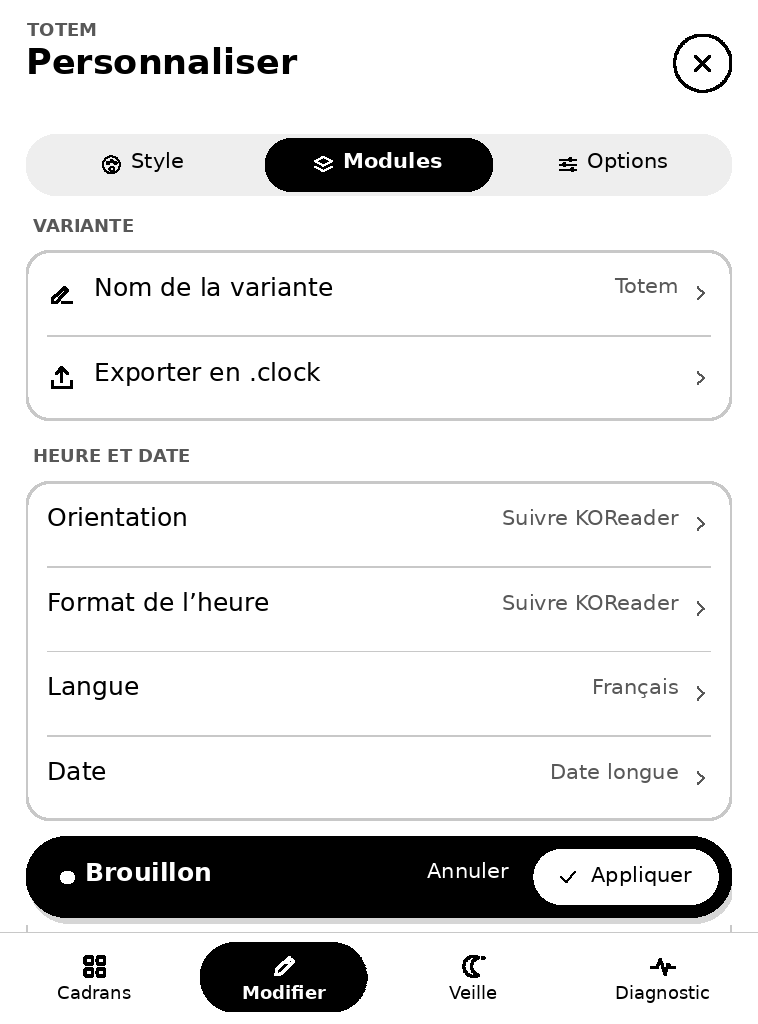 TOTEM
Personnaliser
Style
Modules
Options
VARIANTE
Nom de la variante
Totem
Exporter en .clock
HEURE ET DATE
Orientation
Suivre KOReader
Format de l’heure
Suivre KOReader
Langue
Français
Date
Date longue
Brouillon
Annuler
Appliquer
Cadrans
Modifier
Veille
Diagnostic